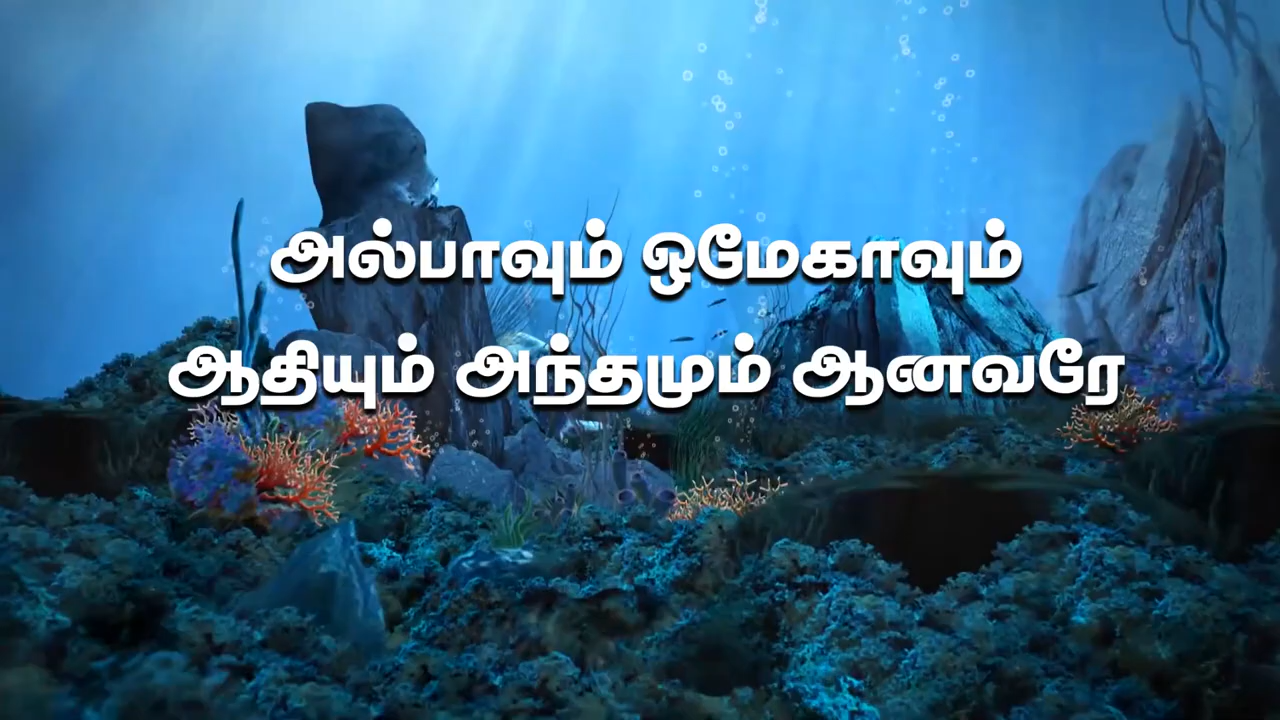 அல்பாவும் ஒமேகாவும்
ஆதியும் அந்தமும் ஆனவரே